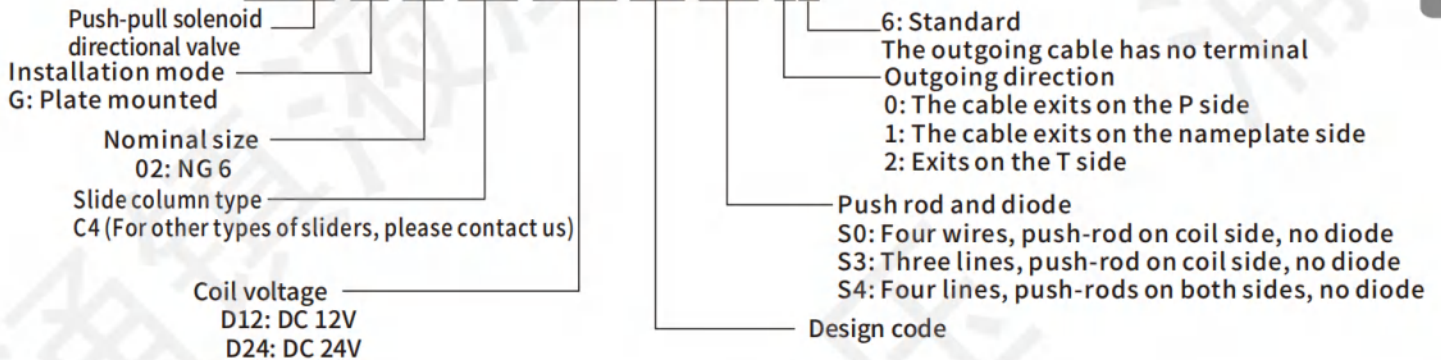 Push-pull solenoid
directional valve
Installation mode
G: Plate mounted
Nominal size
02: NG 6
Slide column type
C4 (For other types of sliders, please contact us)
Coil voltage
D12: DC 12V
D24: DC 24V
6: Standard
The outgoing cable has no terminal
Outgoing direction
0: The cable exits on the P side
1: The cable exits on the nameplate side
2: Exits on the T side
Push rod and diode
S0: Four wires, push-rod on coil side, no diode
S3: Three lines, push-rod on coil side, no diode
S4: Four lines, push-rods on both sides, no diode
Design code